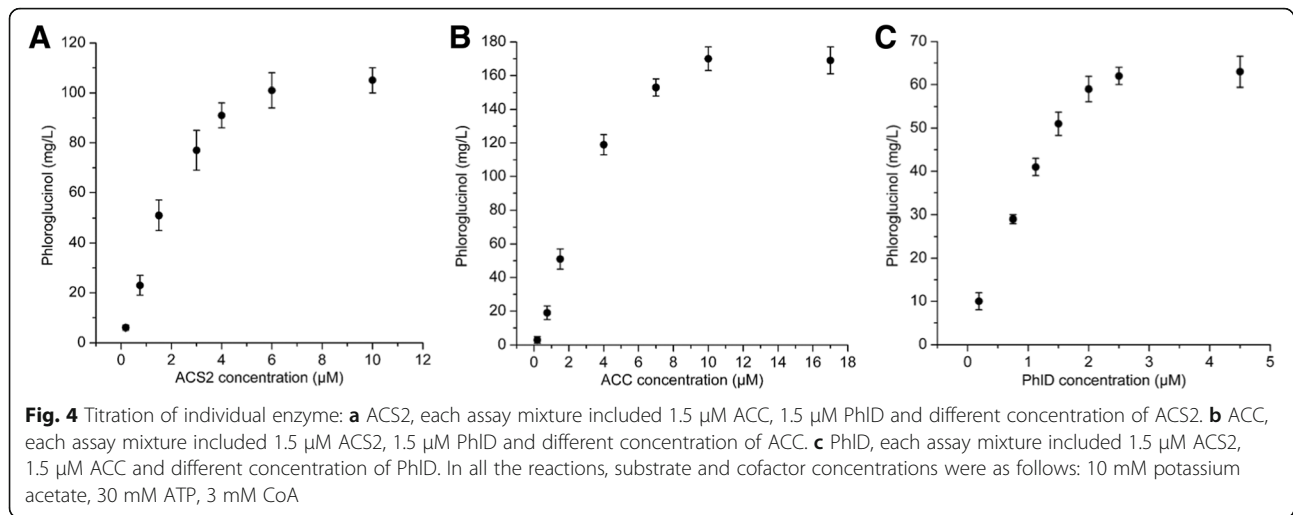 A
120
100
80
60
40
20
0
Phloroglucinol (mg/L)
0 2 4 6 8 10 12
ACS2 concentration (µM)
B
180
160
140
120
100
80
60
40
20
0
Phloroglucinol (mg/L)
0 2 4 6 8 10 12 14 16 18
ACC concentration (µM)
C
70
60
50
40
30
20
10
0
Phloroglucinol (mg/L)
0 1 2 3 4 5
PhlD concentration (µM)
Fig. 4 Titration of individual enzyme: a ACS2, each assay mixture included 1.5 µM ACC, 1.5 µM PhlD and different concentration of ACS2. b ACC,
each assay mixture included 1.5 µM ACS2, 1.5 µM PhlD and different concentration of ACC. c PhlD, each assay mixture included 1.5 µM ACS2,
1.5 µM ACC and different concentration of PhlD. In all the reactions, substrate and cofactor concentrations were as follows: 10 mM potassium
acetate, 30 mM ATP, 3 mM CoA